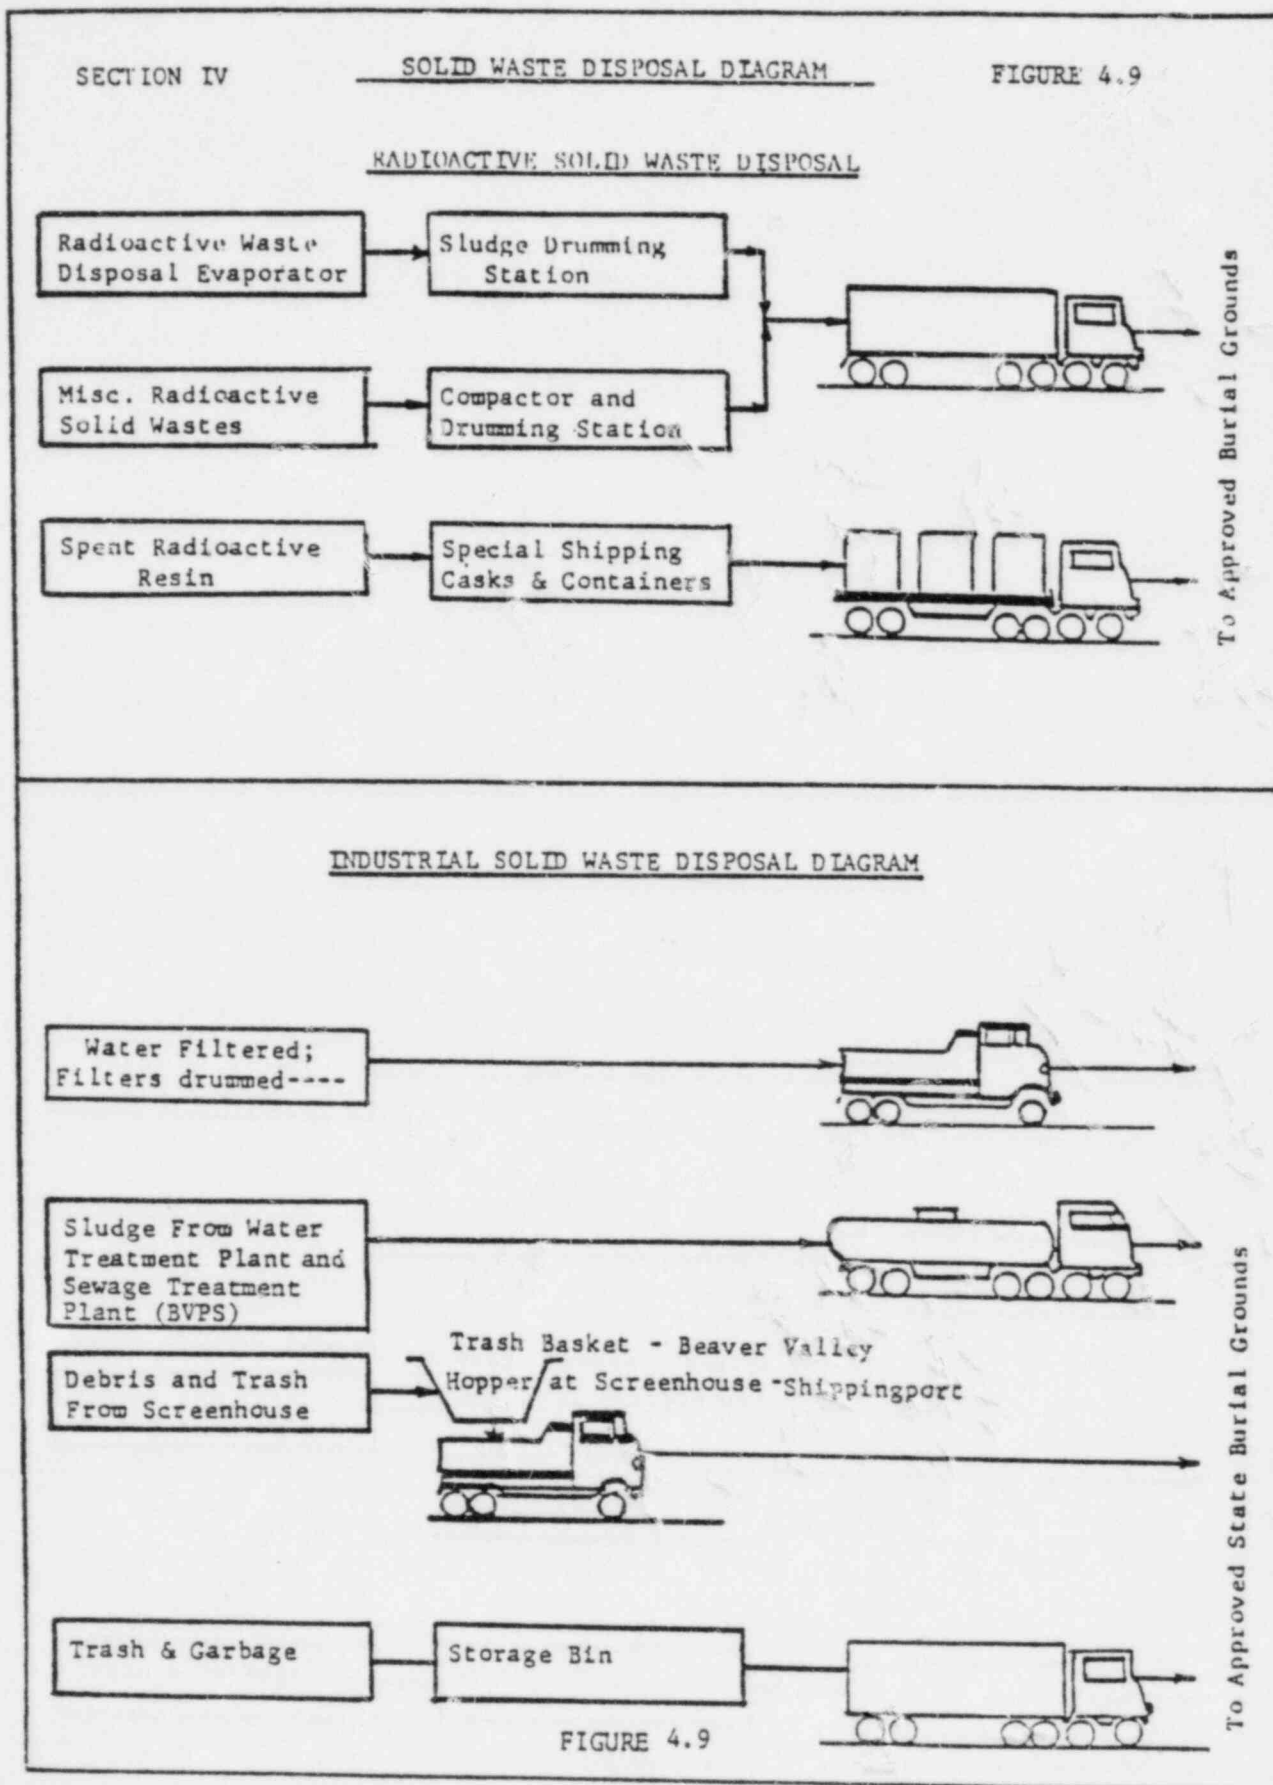 SECTION IV SOLID WASTE DISPOSAL DIAGRAM FIGURE 4.9
RADIOACTIVE SOLID WASTE DISPOSAL
Radioactive Waste
Disposal Evaporator
Sludge Drumming
Station
Misc. Radioactive
Solid Wastes
Compactor and
Drumming Station
Spent Radioactive
Resin
Special Shipping
Casks & Containers
To Approved Burial Grounds
INDUSTRIAL SOLID WASTE DISPOSAL DIAGRAM
Water Filtered;
Filters drummed----
Sludge From Water
Treatment Plant and
Sewage Treatment
Plant (BVPS)
Debris and Trash
From Screenhouse
Trash Basket - Beaver Valley
Hopper at Screenhouse -Shippingport
Trash & Garbage
Storage Bin
To Approved State Burial Grounds
FIGURE 4.9